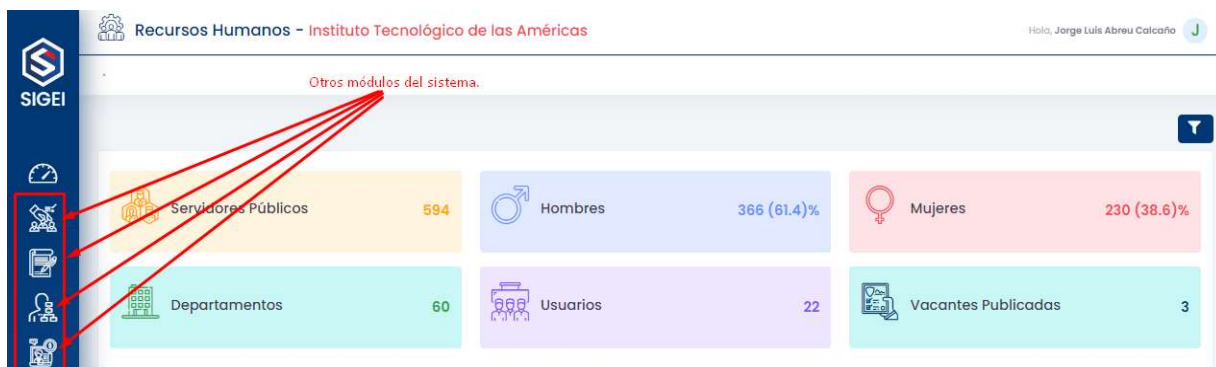 Recursos Humanos - Instituto Tecnológico de las Américas
Hola, Jorge Luis Abreu Calcaño J
SIGEI
Otros módulos del sistema.
Servidores Públicos 594
Hombres 366 (61.4)%
Mujeres 230 (38.6)%
Departamentos 60
Usuarios 22
Vacantes Publicadas 3